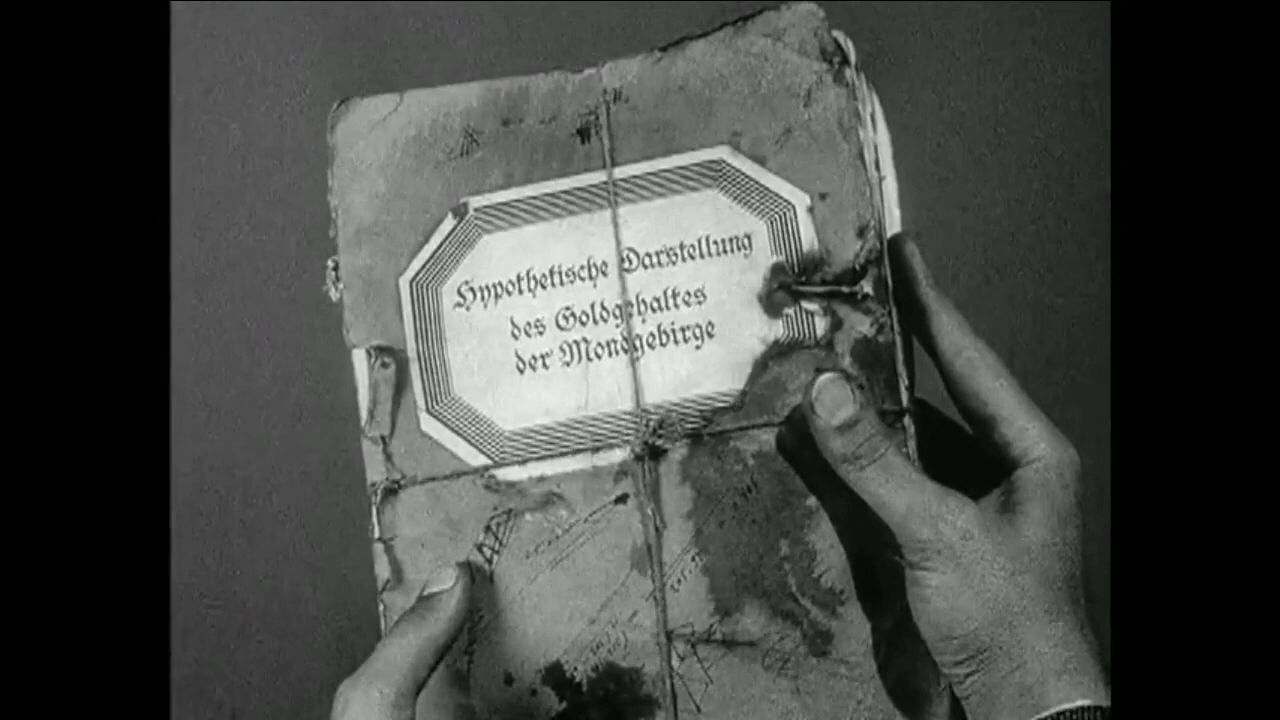 Hypothetische Darstellung
des Goldgehaltes
der Mondgebirge